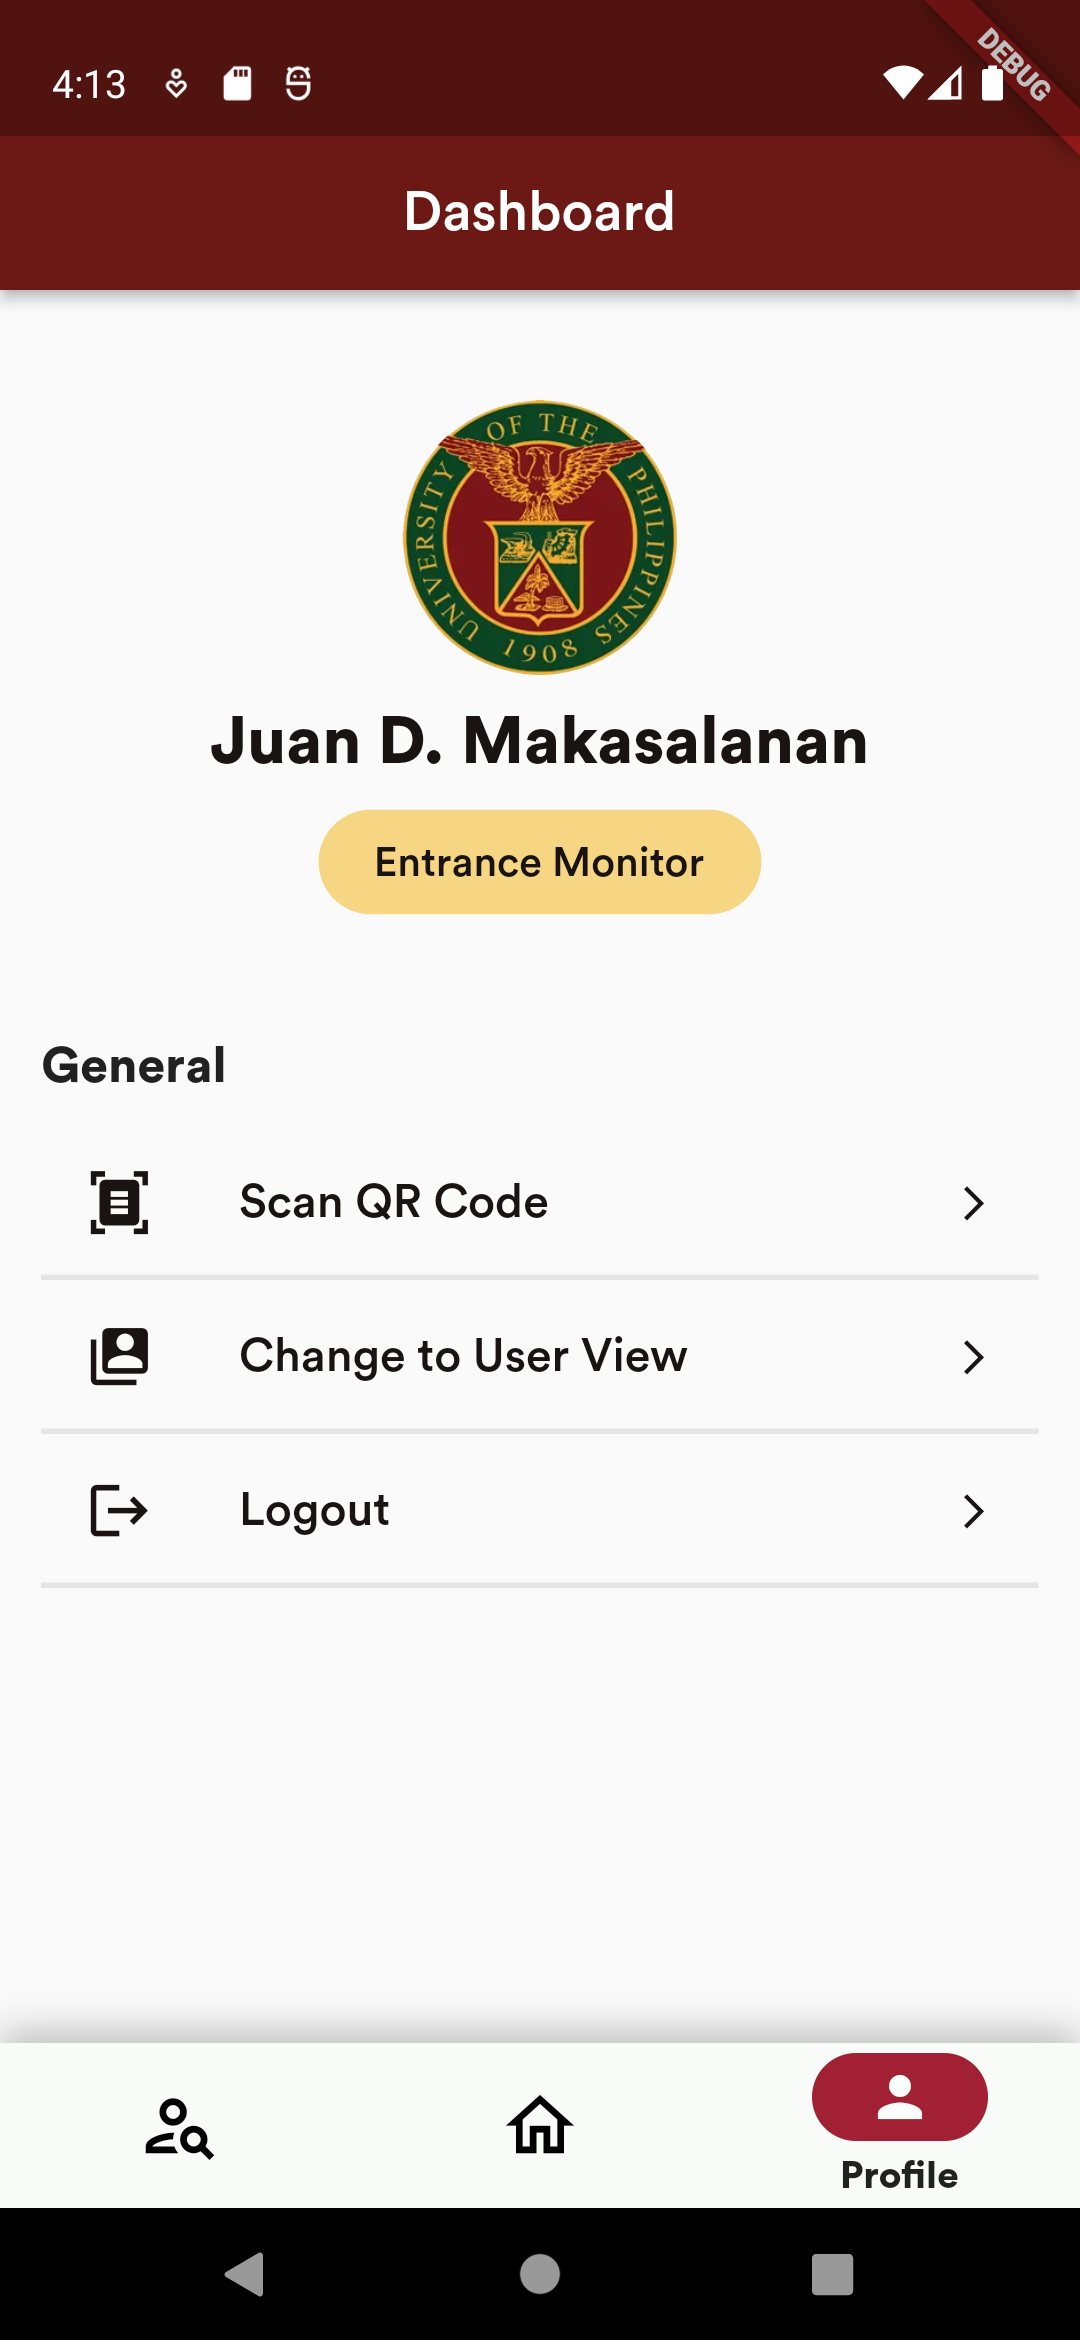 4:13
DEBUG
Dashboard
UNIVERSITY OF THE PHILIPPINES
1908
Juan D. Makasalanan
Entrance Monitor
General
Scan QR Code
Change to User View
Logout
Profile